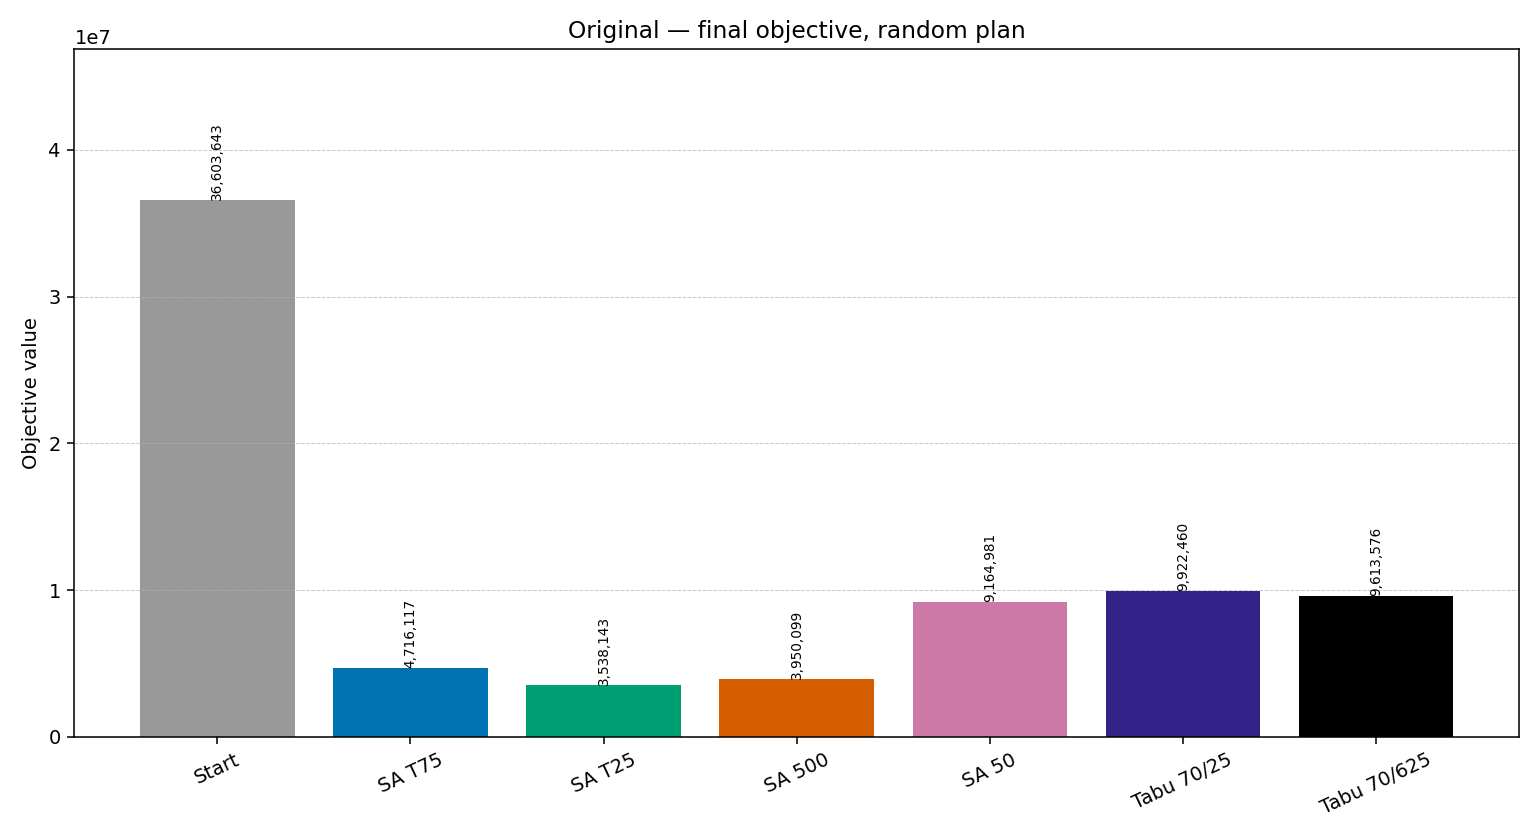 Original — final objective, random plan
1e7
Objective value
4
3
2
1
0
36,603,643
4,716,117
3,538,143
3,950,099
9,164,981
9,922,460
9,613,576
Start
SA T75
SA T25
SA 500
SA 50
Tabu 70/25
Tabu 70/625